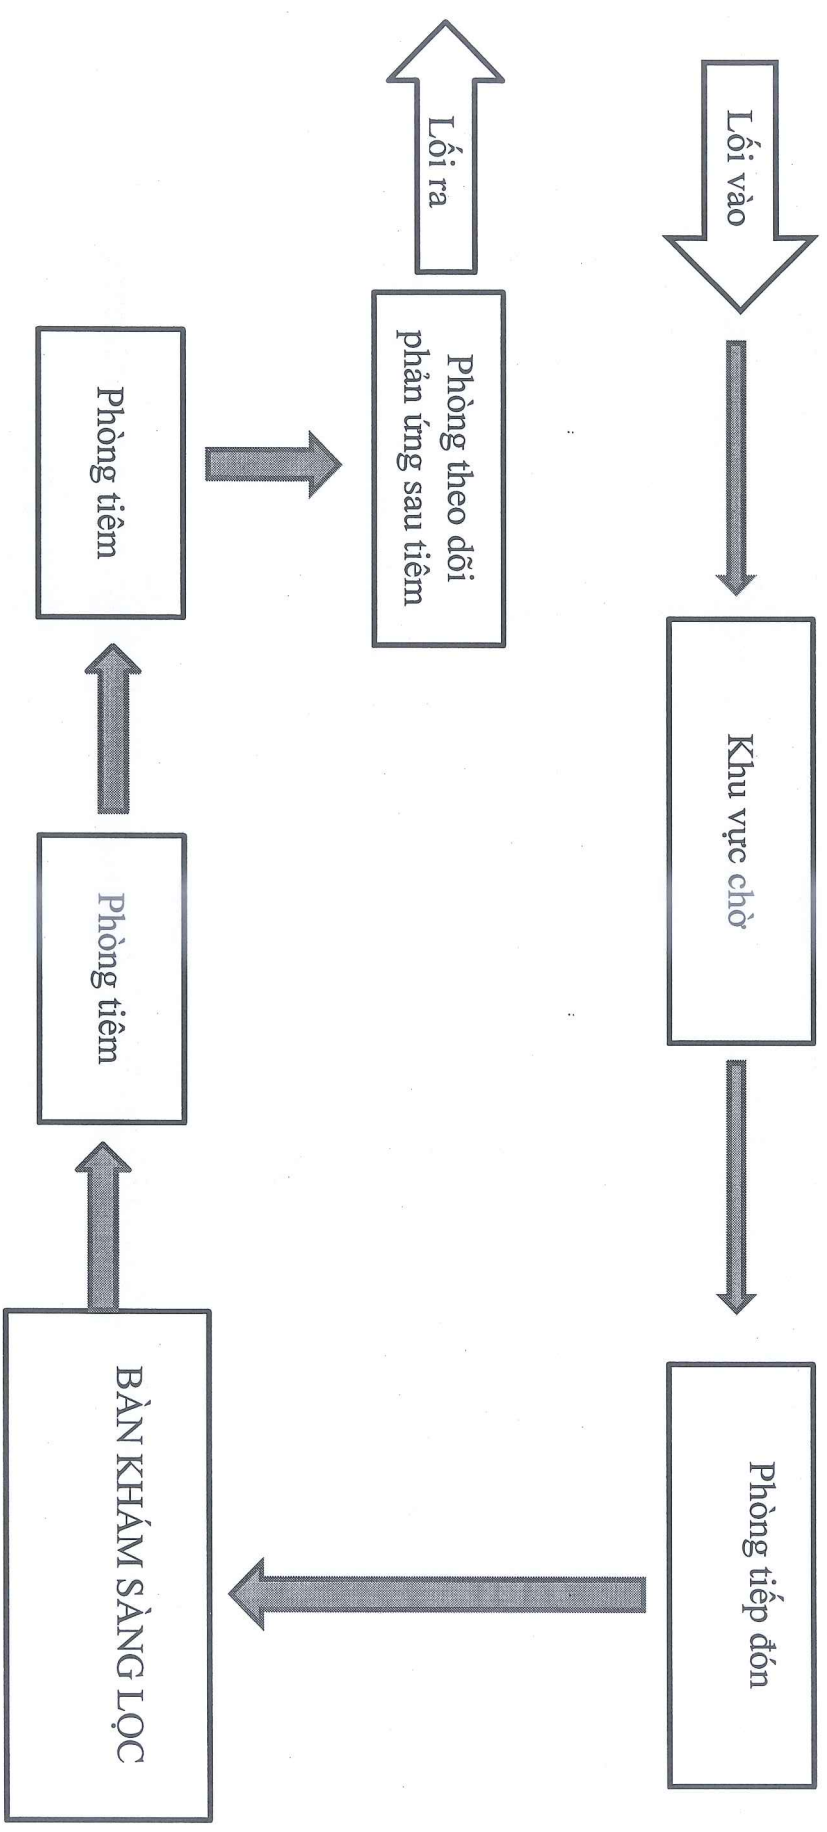 Lối vào
Khu vực chờ
Phòng tiếp đón
Lối ra
Phòng theo dõi
phản ứng sau tiêm
Phòng tiêm
Phòng tiêm
BÀN KHÁM SÀNG LỌC